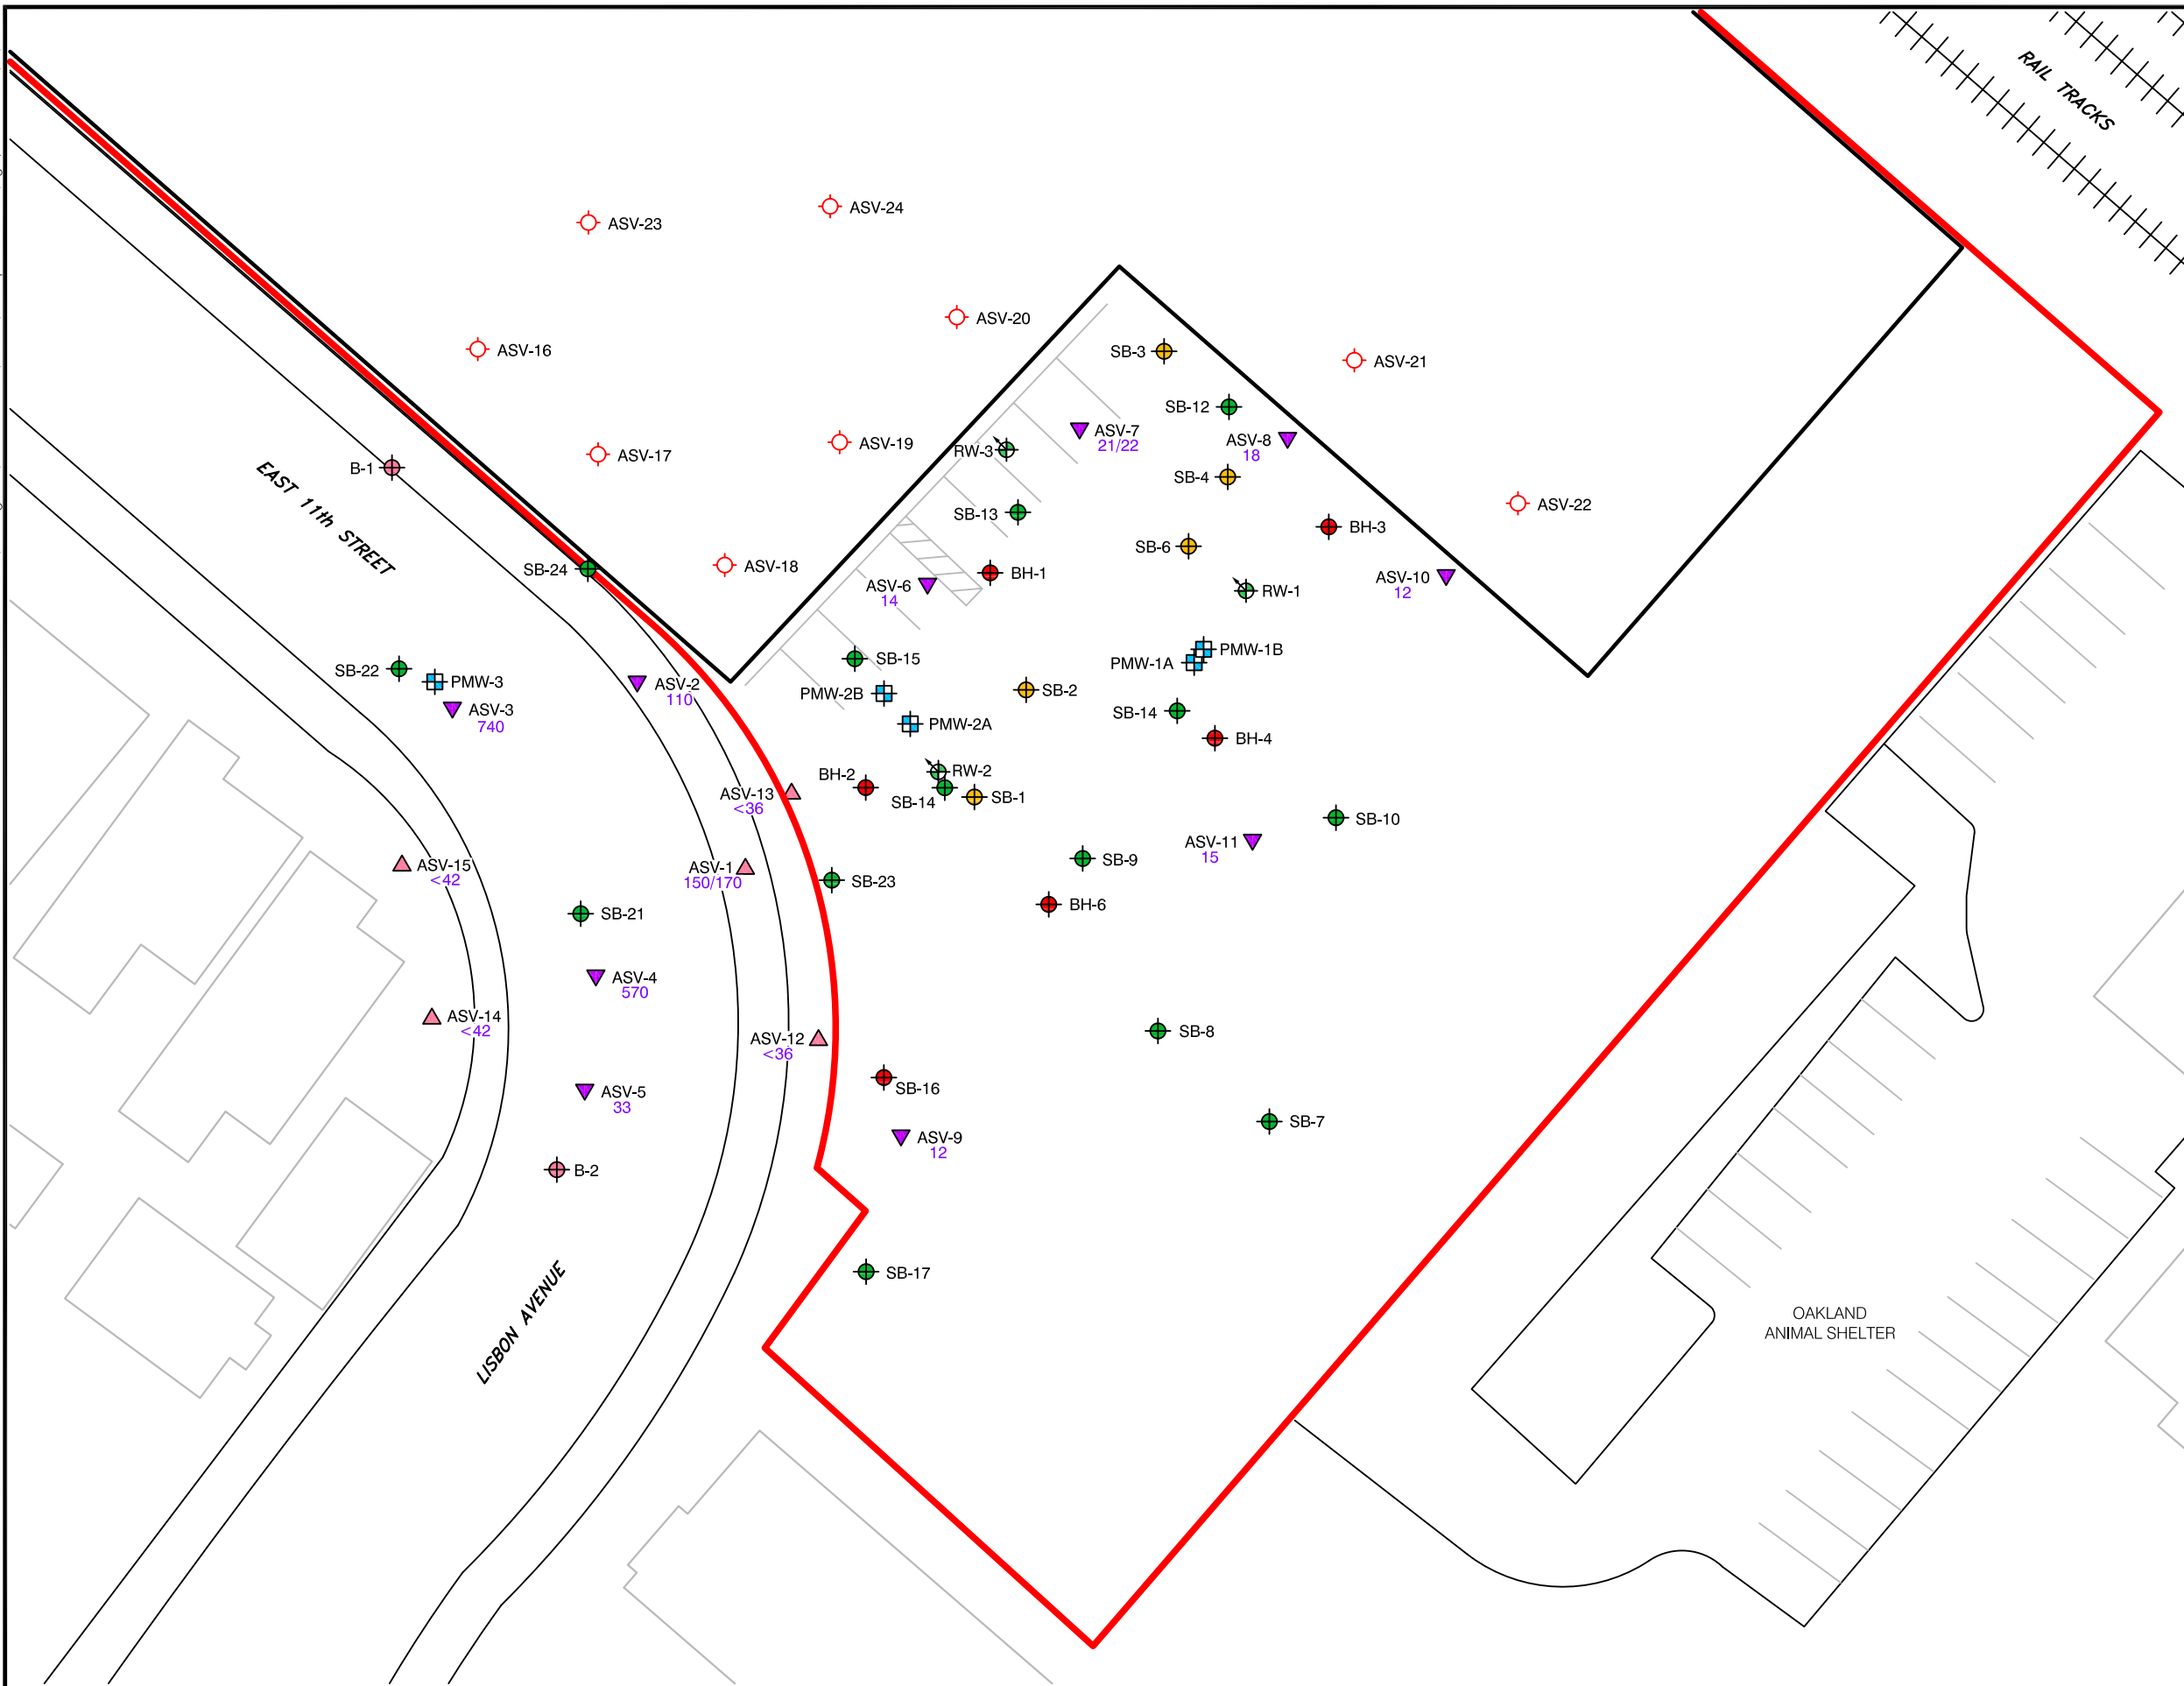 RAIL TRACKS
ASV-24
ASV-23
ASV-20
ASV-16
SB-3
ASV-21
SB-12
ASV-7
21/22
ASV-8
18
ASV-19
RW-3
ASV-17
B-1
SB-4
EAST 11th STREET
ASV-22
SB-13
BH-3
SB-6
ASV-18
SB-24
BH-1
ASV-10
12
ASV-6
14
RW-1
PMW-1B
PMW-1A
SB-15
SB-22
PMW-3
ASV-2
110
PMW-2B
SB-2
ASV-3
740
SB-14
PMW-2A
BH-4
RW-2
BH-2
ASV-13
<36
SB-14
SB-1
SB-10
ASV-11
15
SB-9
ASV-15
<42
ASV-1
150/170
SB-23
BH-6
SB-21
ASV-4
570
ASV-14
<42
SB-8
ASV-12
<36
SB-16
ASV-5
33
SB-7
ASV-9
12
B-2
SB-17
LISBON AVENUE
OAKLAND
ANIMAL SHELTER